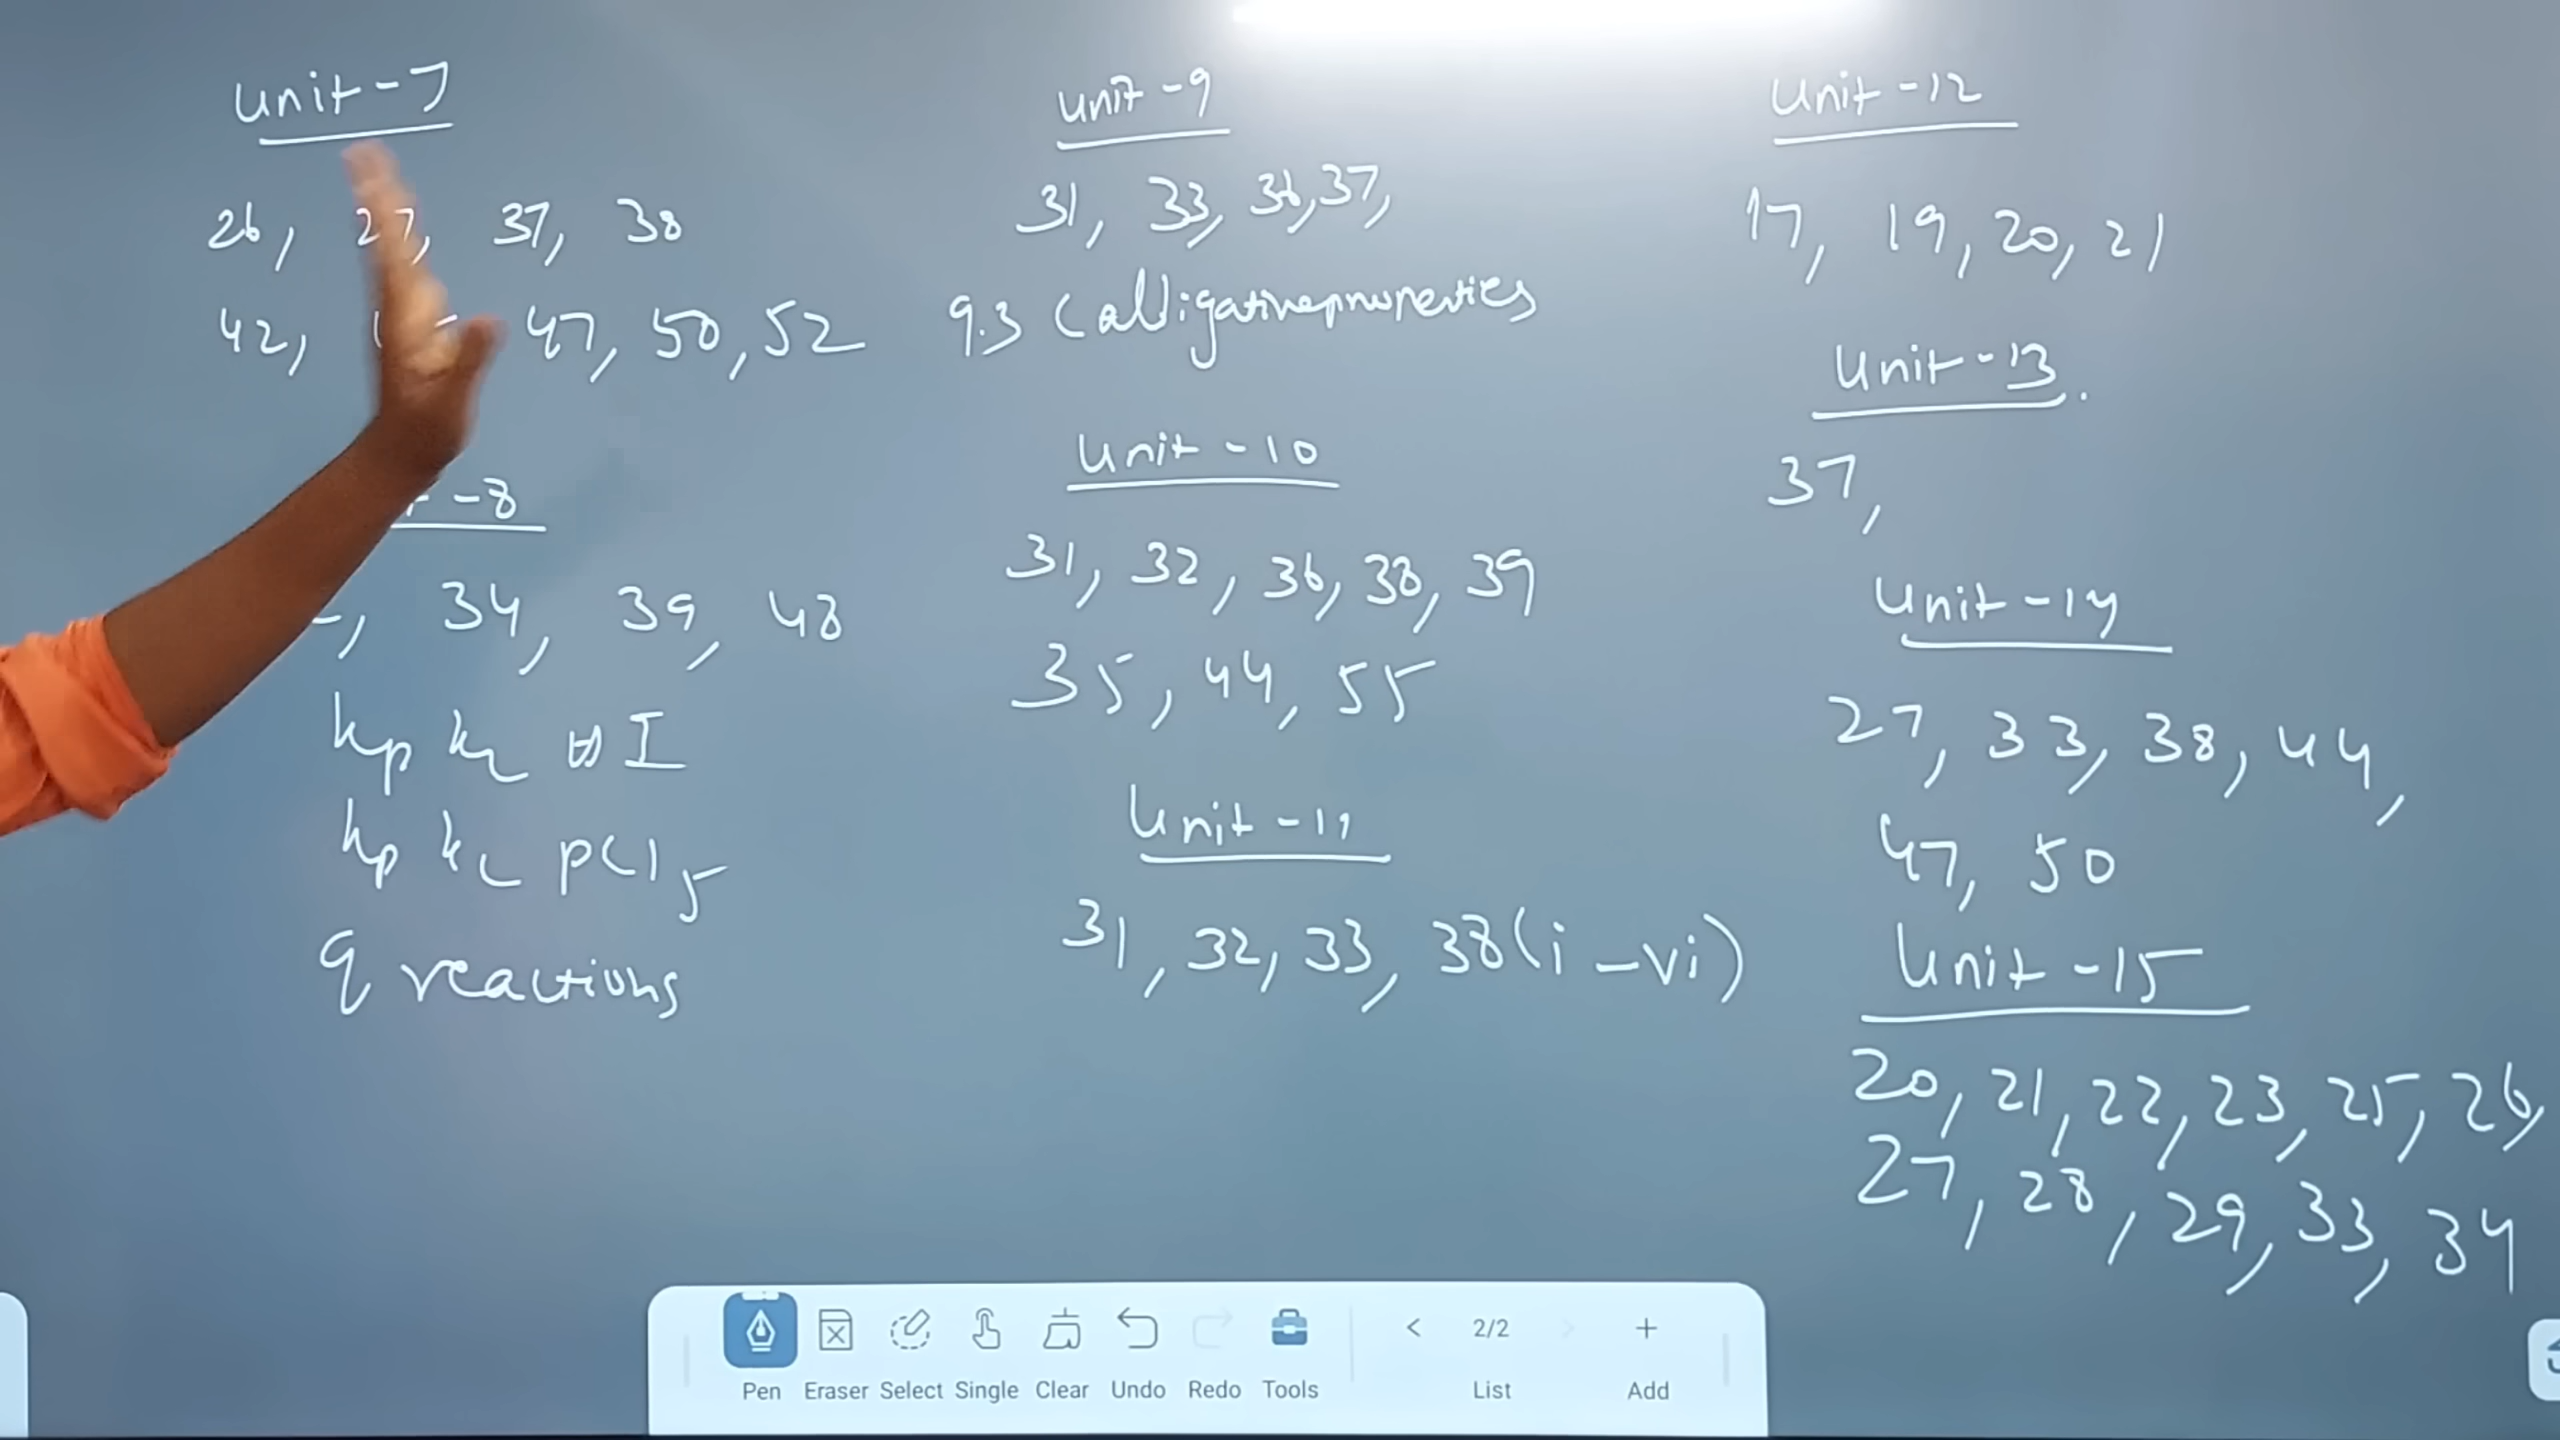 Unit-7
26, 27, 37, 38
42, 47, 50, 52
-8
34, 39, 48
kp kc HI
kp kc pcl5
9 reactions
Unit-9
31, 33, 36, 37,
9.3 Calligativeproperties
Unit-10
31, 32, 36, 38, 39
35, 44, 55
Unit-11
31, 32, 33, 38(i-vi)
Unit-12
17, 19, 20, 21
Unit-13.
37,
Unit-14
27, 33, 38, 44,
47, 50
Unit-15
20, 21, 22, 23, 25, 26,
27, 28, 29, 33, 34
< 2/2 > +
Pen Eraser Select Single Clear Undo Redo Tools List Add